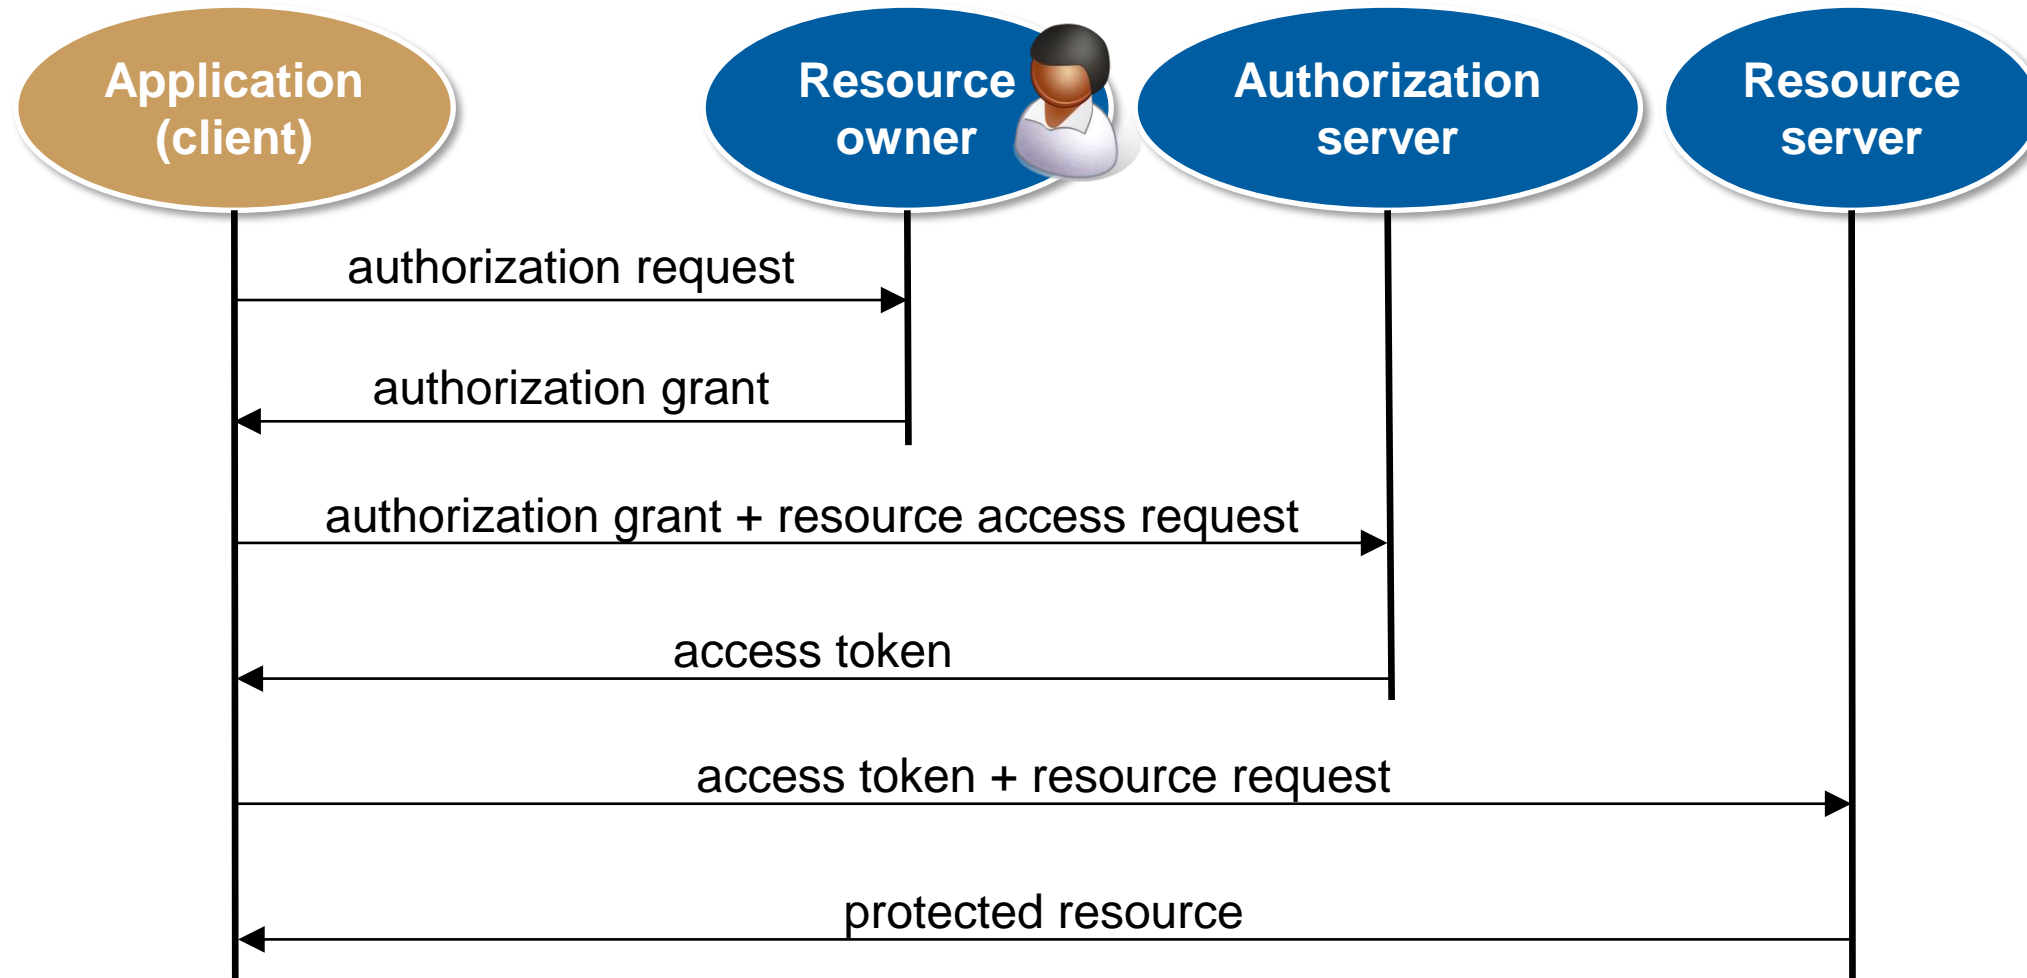 Application
(client)
Resource
owner
Authorization
server
Resource
server
authorization request
authorization grant
authorization grant + resource access request
access token
access token + resource request
protected resource